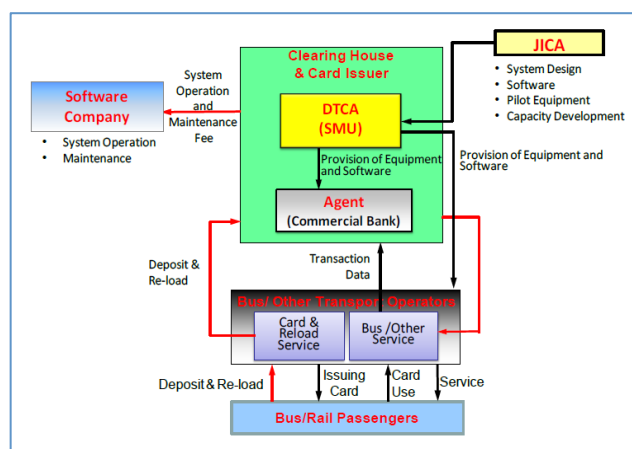 Clearing House
& Card Issuer
JICA
• System Design
• Software
• Pilot Equipment
• Capacity Development
System
Operation
and
Maintenance
Fee
Software
Company
• System Operation
• Maintenance
DTCA
(SMU)
Provision of Equipment and
Software
Provision of Equipment
and Software
Agent
(Commercial Bank)
Deposit &
Re-load
Transaction
Data
Bus/ Other Transport Operators
Card &
Reload
Service
Bus /Other
Service
Deposit & Re-load
Issuing
Card
Card
Use
Service
Bus/Rail Passengers